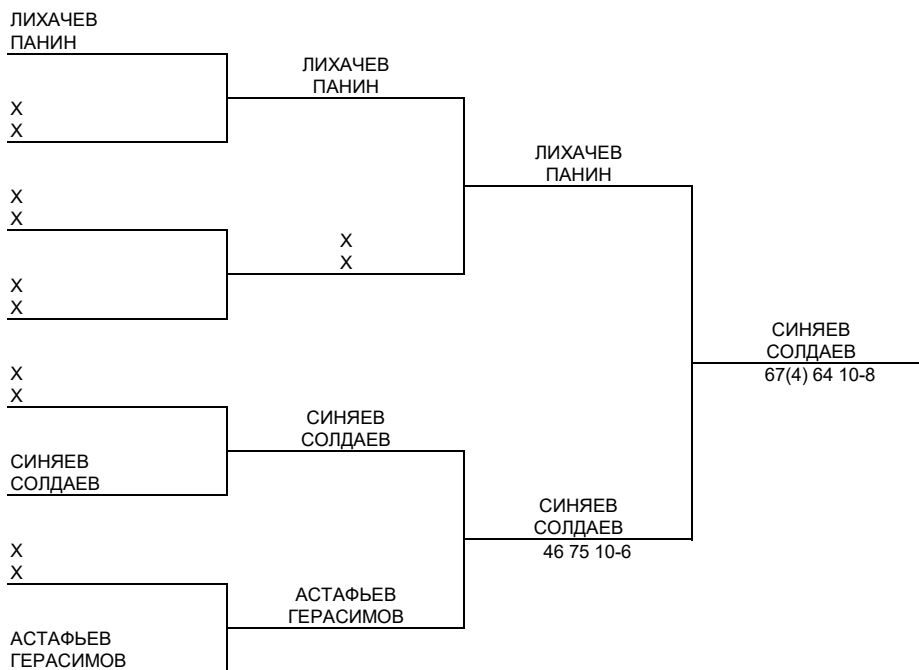 ЛИХАЧЕВ
ПАНИН
X
X
X
X
X
X
X
X
СИНЯЕВ
СОЛДАЕВ
X
X
АСТАФЬЕВ
ГЕРАСИМОВ
ЛИХАЧЕВ
ПАНИН
X
X
СИНЯЕВ
СОЛДАЕВ
АСТАФЬЕВ
ГЕРАСИМОВ
ЛИХАЧЕВ
ПАНИН
СИНЯЕВ
СОЛДАЕВ
46 75 10-6
СИНЯЕВ
СОЛДАЕВ
67(4) 64 10-8